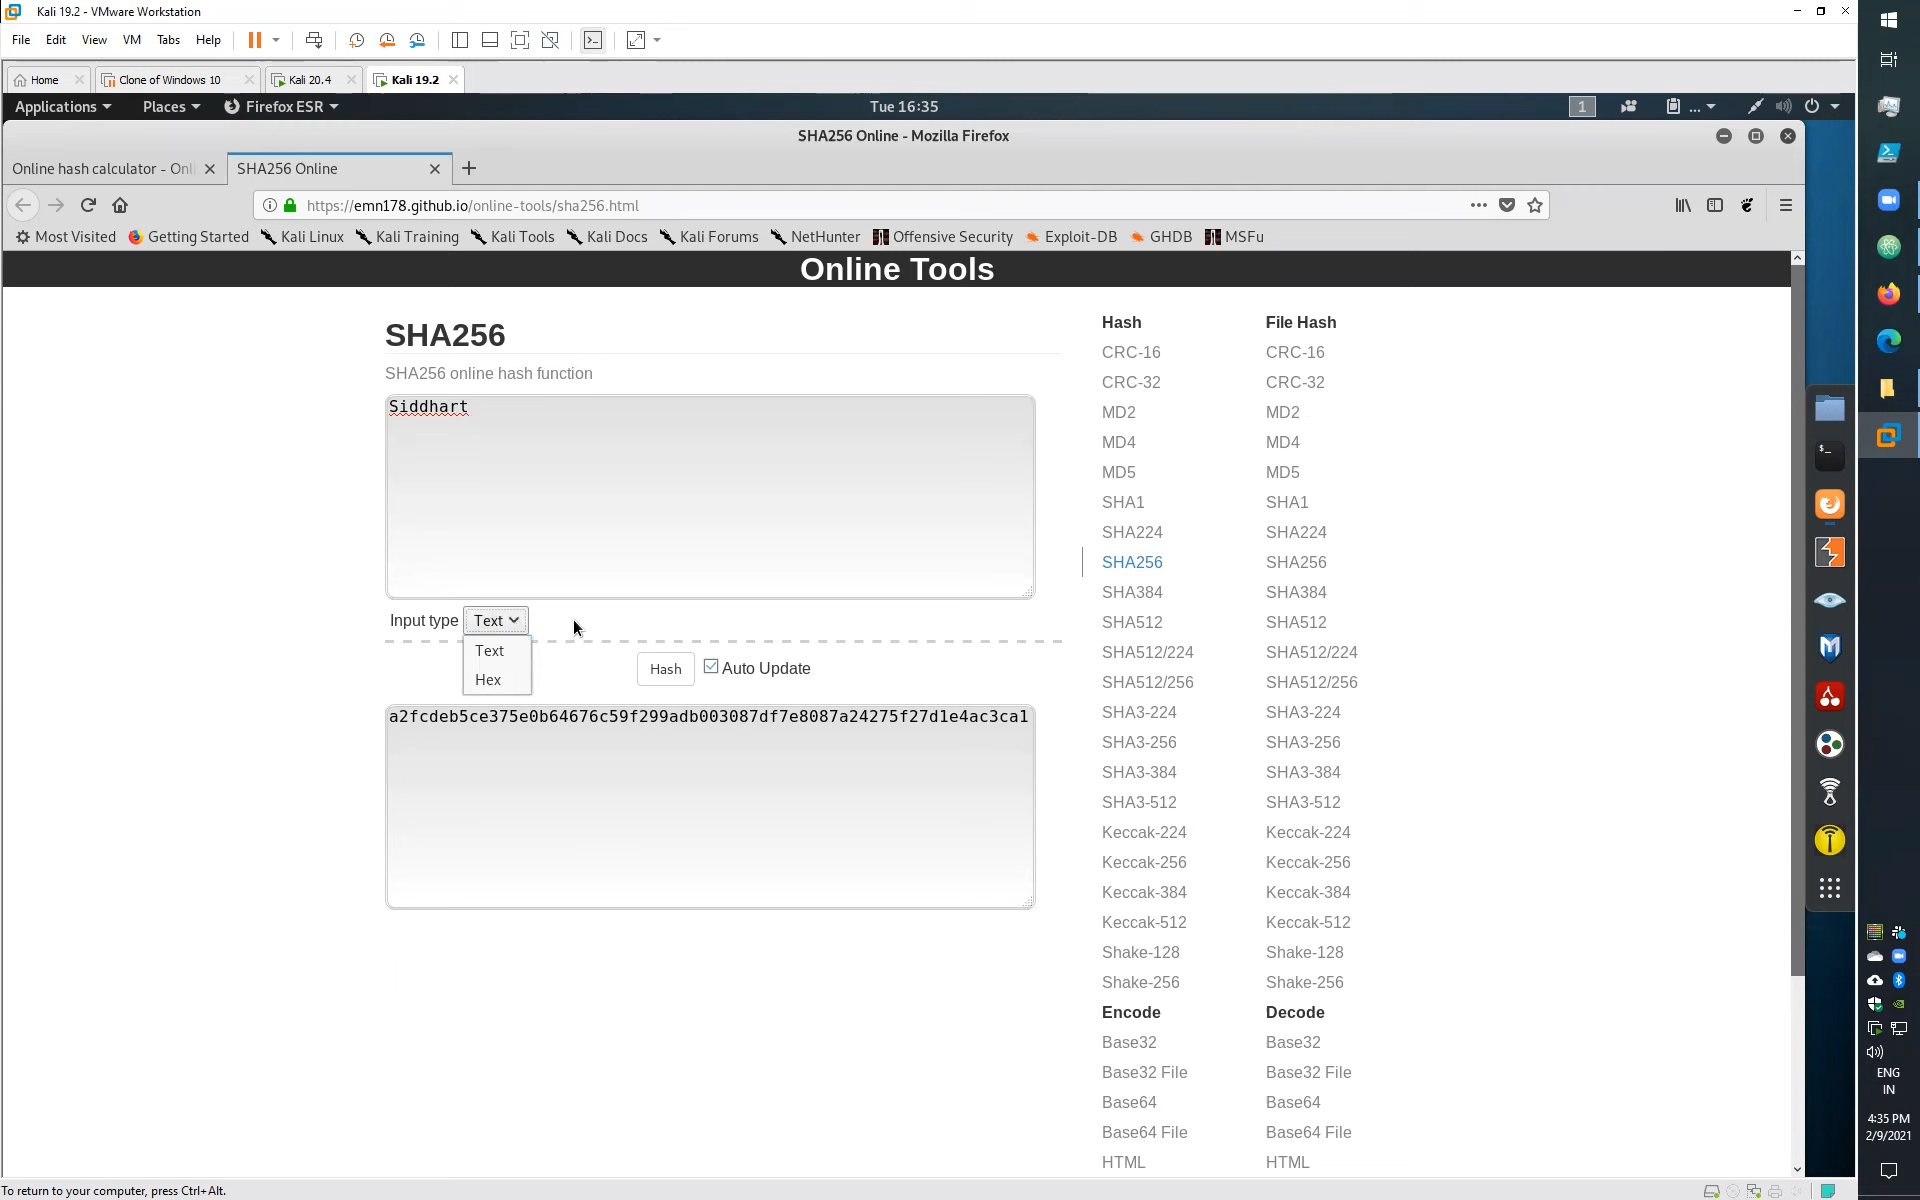 Kali 19.2 - VMware Workstation
File Edit View VM Tabs Help
Home Clone of Windows 10 Kali 20.4 Kali 19.2
Applications Places Firefox ESR Tue 16:35 1 ...
SHA256 Online - Mozilla Firefox
Online hash calculator - Onli SHA256 Online
https://emn178.github.io/online-tools/sha256.html
Most Visited Getting Started Kali Linux Kali Training Kali Tools Kali Docs Kali Forums NetHunter Offensive Security Exploit-DB GHDB MSFu
Online Tools
SHA256
SHA256 online hash function
Siddhart
Input type Text
Text
Hex
Hash Auto Update
a2fcdeb5ce375e0b64676c59f299adb003087df7e8087a24275f27d1e4ac3ca1
Hash File Hash
CRC-16 CRC-16
CRC-32 CRC-32
MD2 MD2
MD4 MD4
MD5 MD5
SHA1 SHA1
SHA224 SHA224
SHA256 SHA256
SHA384 SHA384
SHA512 SHA512
SHA512/224 SHA512/224
SHA512/256 SHA512/256
SHA3-224 SHA3-224
SHA3-256 SHA3-256
SHA3-384 SHA3-384
SHA3-512 SHA3-512
Keccak-224 Keccak-224
Keccak-256 Keccak-256
Keccak-384 Keccak-384
Keccak-512 Keccak-512
Shake-128 Shake-128
Shake-256 Shake-256
Encode Decode
Base32 Base32
Base32 File Base32 File
Base64 Base64
Base64 File Base64 File
HTML HTML
ENG
IN
4:35 PM
2/9/2021
To return to your computer, press Ctrl+Alt.